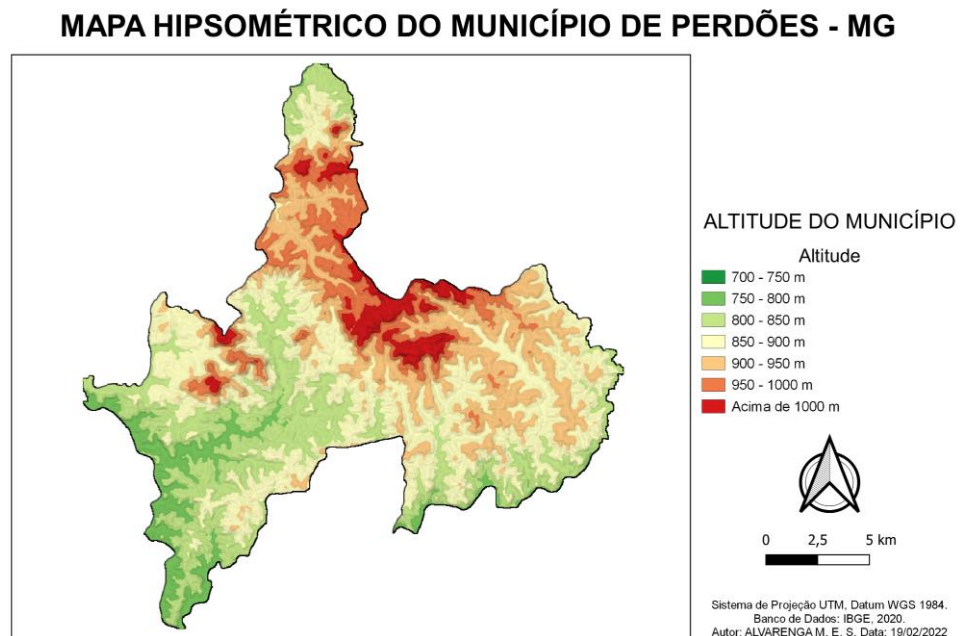 MAPA HIPSOMÉTRICO DO MUNICÍPIO DE PERDÕES - MG
ALTITUDE DO MUNICÍPIO
Altitude
700 - 750 m
750 - 800 m
800 - 850 m
850 - 900 m
900 - 950 m
950 - 1000 m
Acima de 1000 m
0 2,5 5 km
Sistema de Projeção UTM, Datum WGS 1984.
Banco de Dados: IBGE, 2020.
Autor: ALVARENGA M. E. S. Data: 19/02/2022